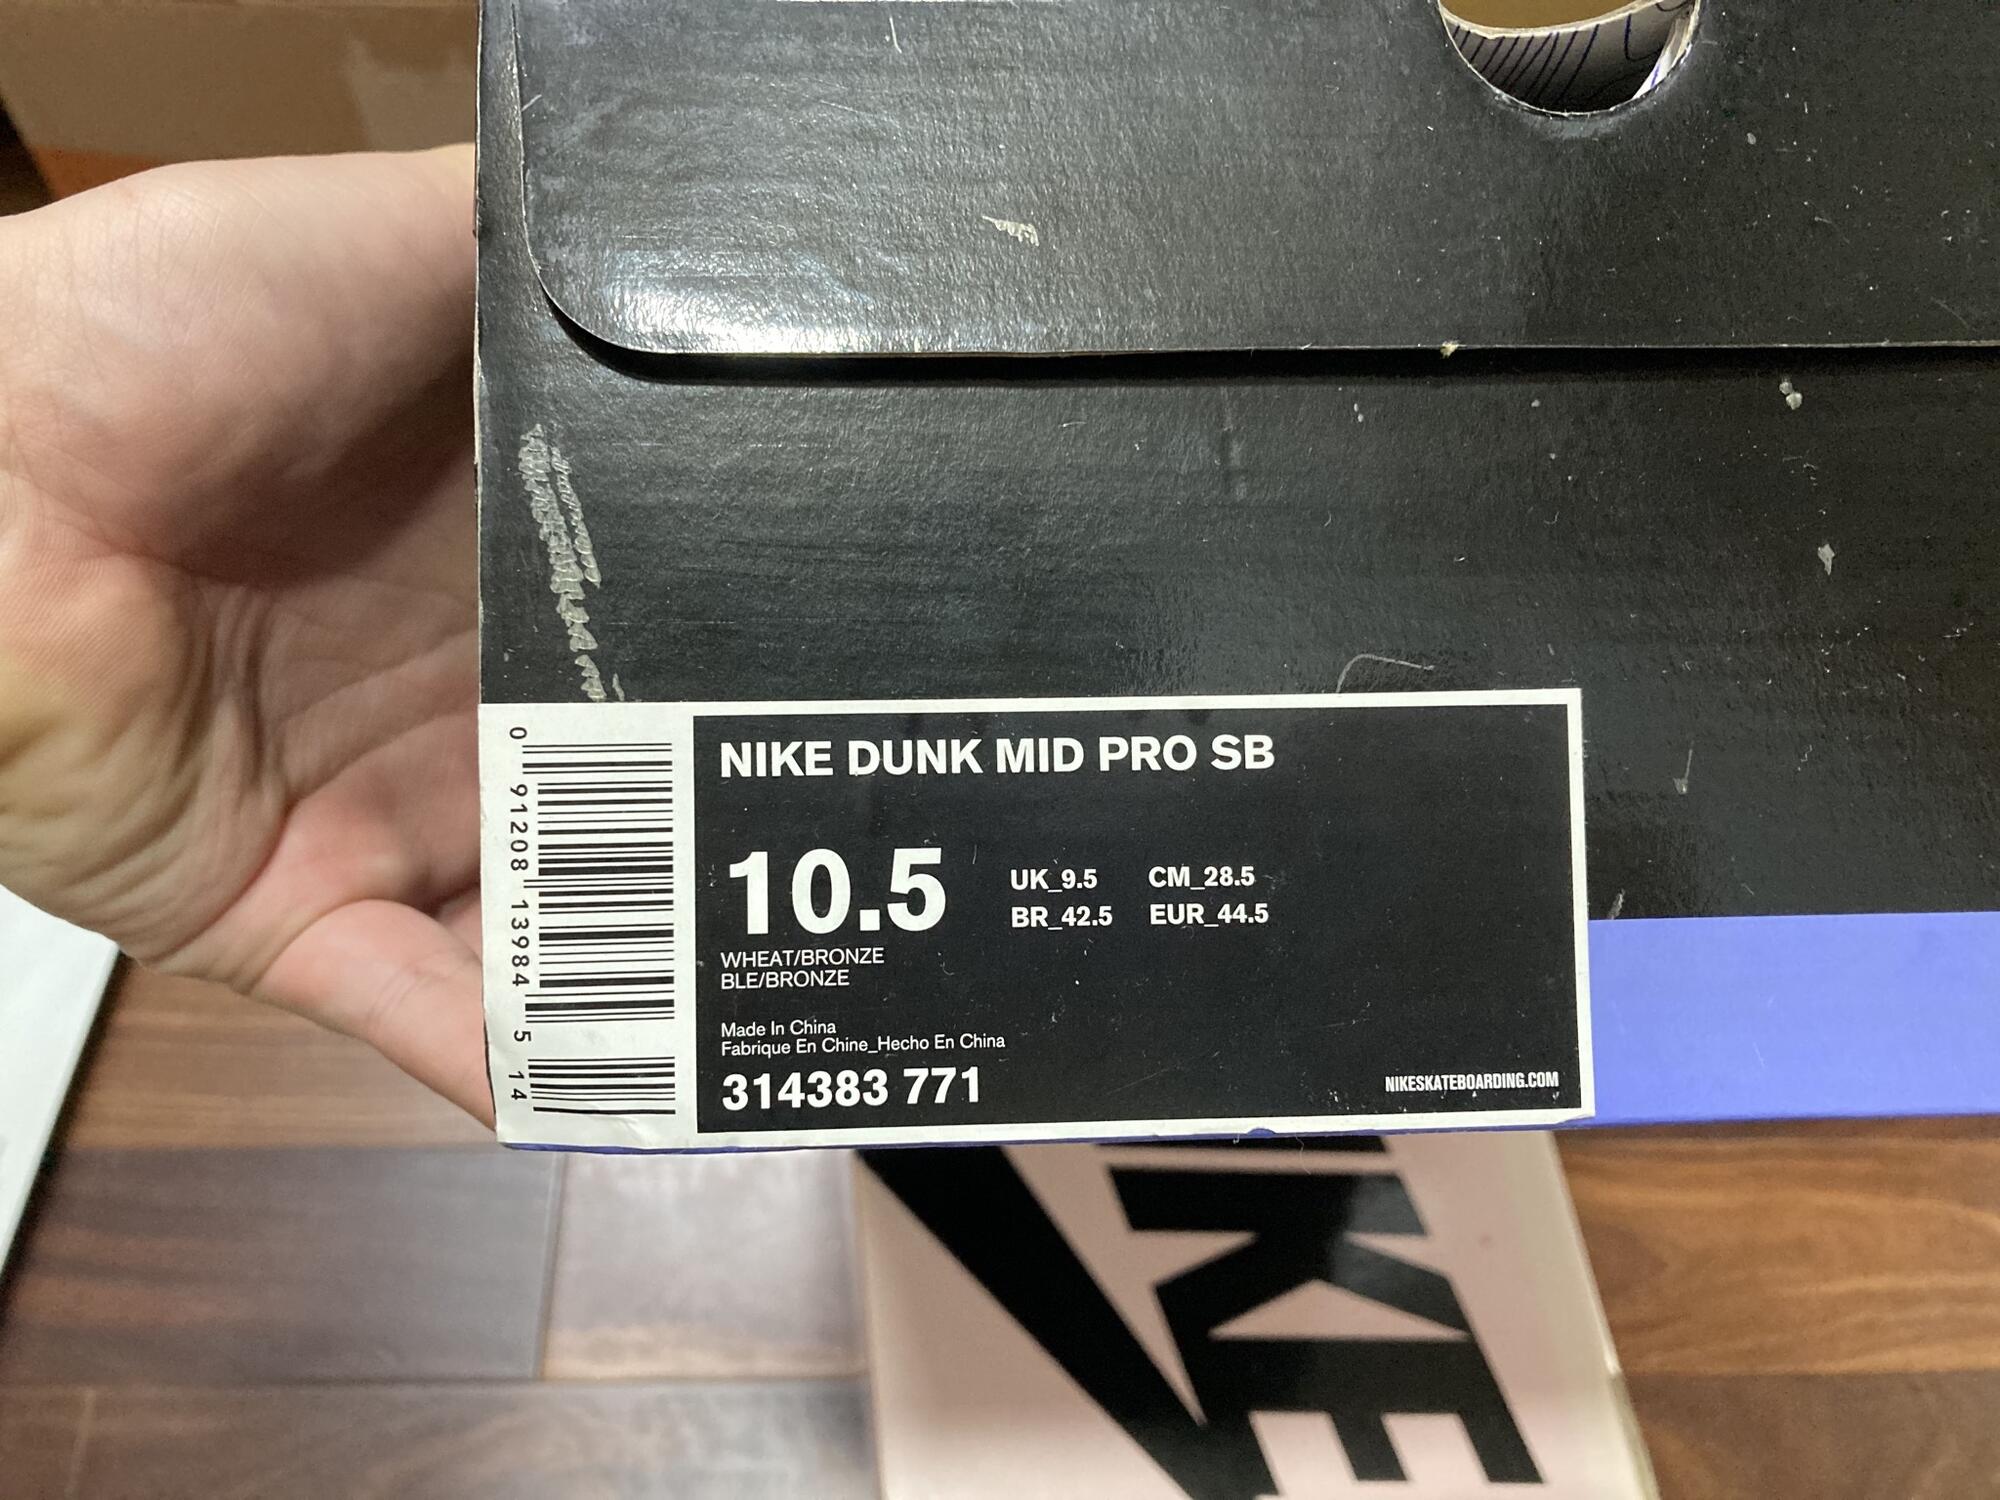 NIKE DUNK MID PRO SB
10.5
UK_9.5 CM_28.5
BR_42.5 EUR_44.5
WHEAT/BRONZE
BLE/BRONZE
Made In China
Fabrique En Chine_Hecho En China
314383 771
NIKESKATEBOARDING.COM
0 91208 13984 5 14
IKE